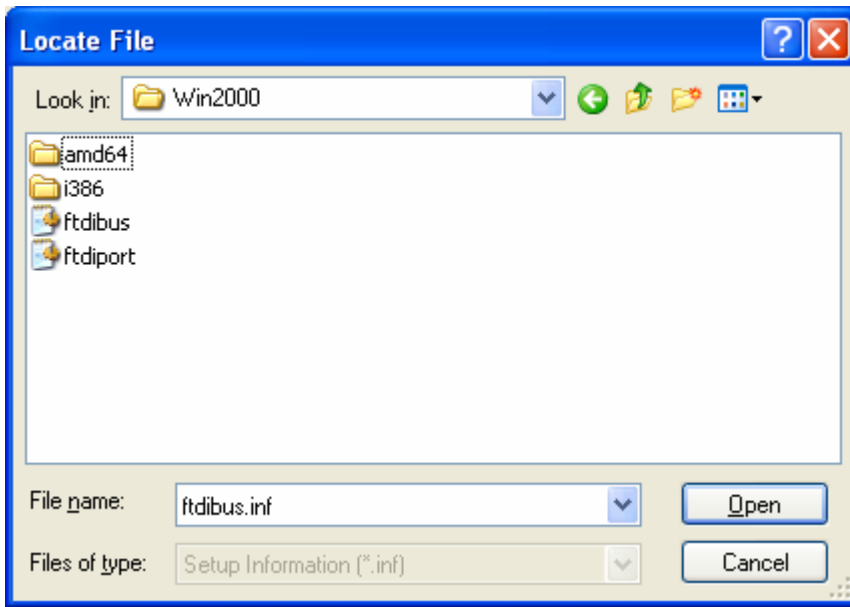 Locate File
Look in: Win2000
amd64
i386
ftdibus
ftdiport
File name: ftdibus.inf Open
Files of type: Setup Information (*.inf) Cancel